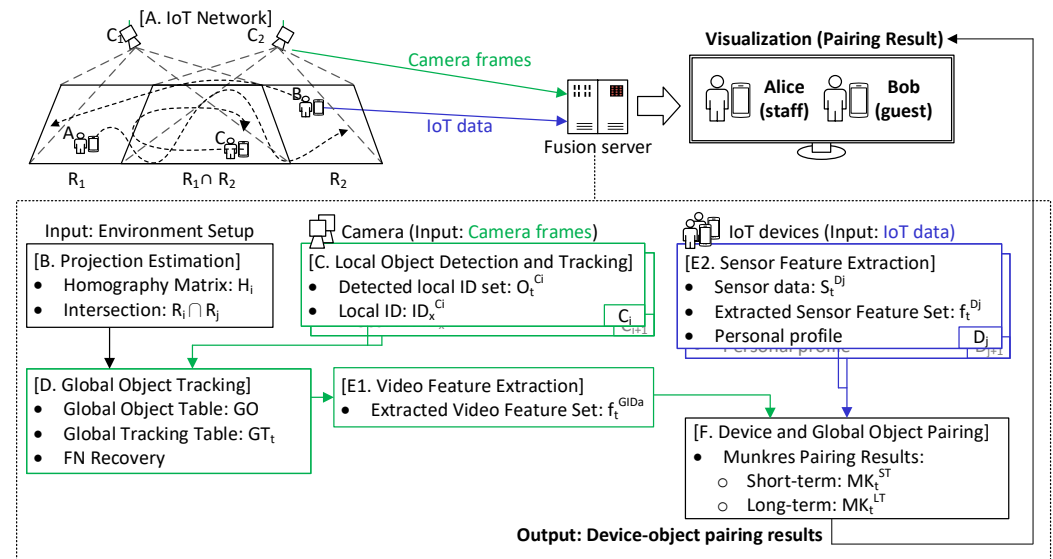 [A. IoT Network]
C1
C2
Camera frames
IoT data
A
B
C
R1
R1∩ R2
R2
Fusion server
Visualization (Pairing Result)
Alice
(staff)
Bob
(guest)
Input: Environment Setup
[B. Projection Estimation]
• Homography Matrix: Hi
• Intersection: Ri ∩ Rj
Camera (Input: Camera frames)
[C. Local Object Detection and Tracking]
• Detected local ID set: Ot^Ci
• Local ID: IDx^Ci
Ci
Ci+1
IoT devices (Input: IoT data)
[E2. Sensor Feature Extraction]
• Sensor data: St^Dj
• Extracted Sensor Feature Set: ft^Dj
• Personal profile
Dj
Personal profile
Dj+1
[D. Global Object Tracking]
• Global Object Table: GO
• Global Tracking Table: GTt
• FN Recovery
[E1. Video Feature Extraction]
• Extracted Video Feature Set: ft^GIDa
[F. Device and Global Object Pairing]
• Munkres Pairing Results:
o Short-term: MKt^ST
o Long-term: MKt^LT
Output: Device-object pairing results